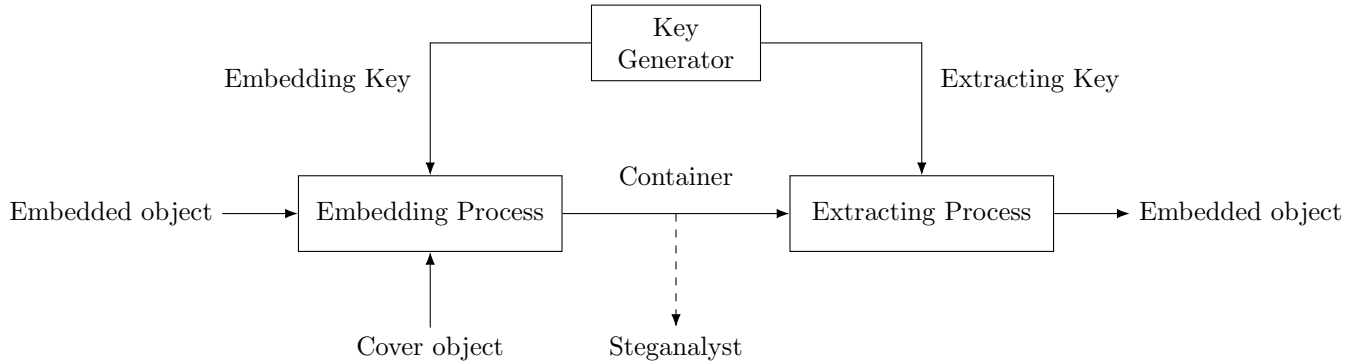 Key
Generator
Embedding Key
Extracting Key
Container
Embedded object
Embedding Process
Extracting Process
Embedded object
Cover object
Steganalyst